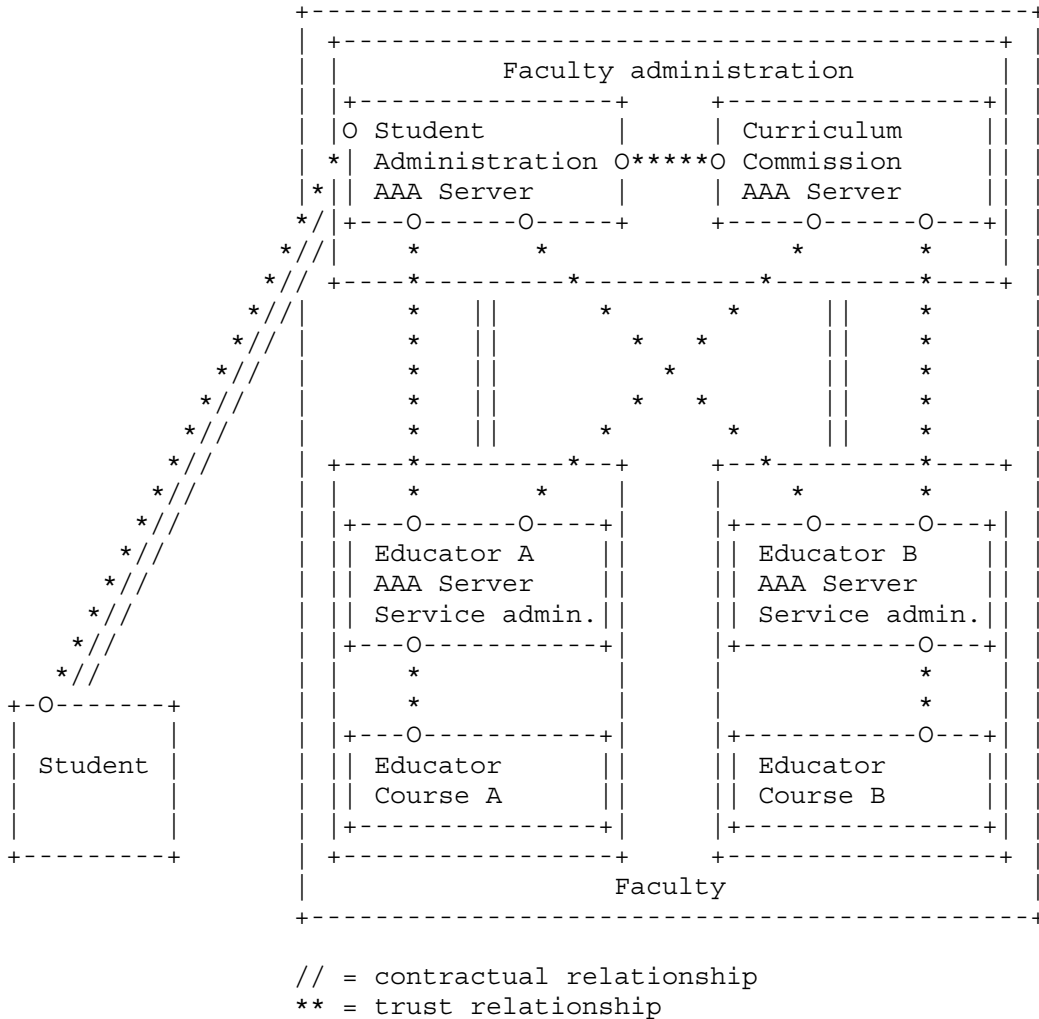 Faculty administration
Student
Curriculum
Administration
Commission
AAA Server
AAA Server
Educator A
Educator B
AAA Server
AAA Server
Service admin.
Service admin.
Student
Educator
Educator
Course A
Course B
Faculty
// = contractual relationship
** = trust relationship